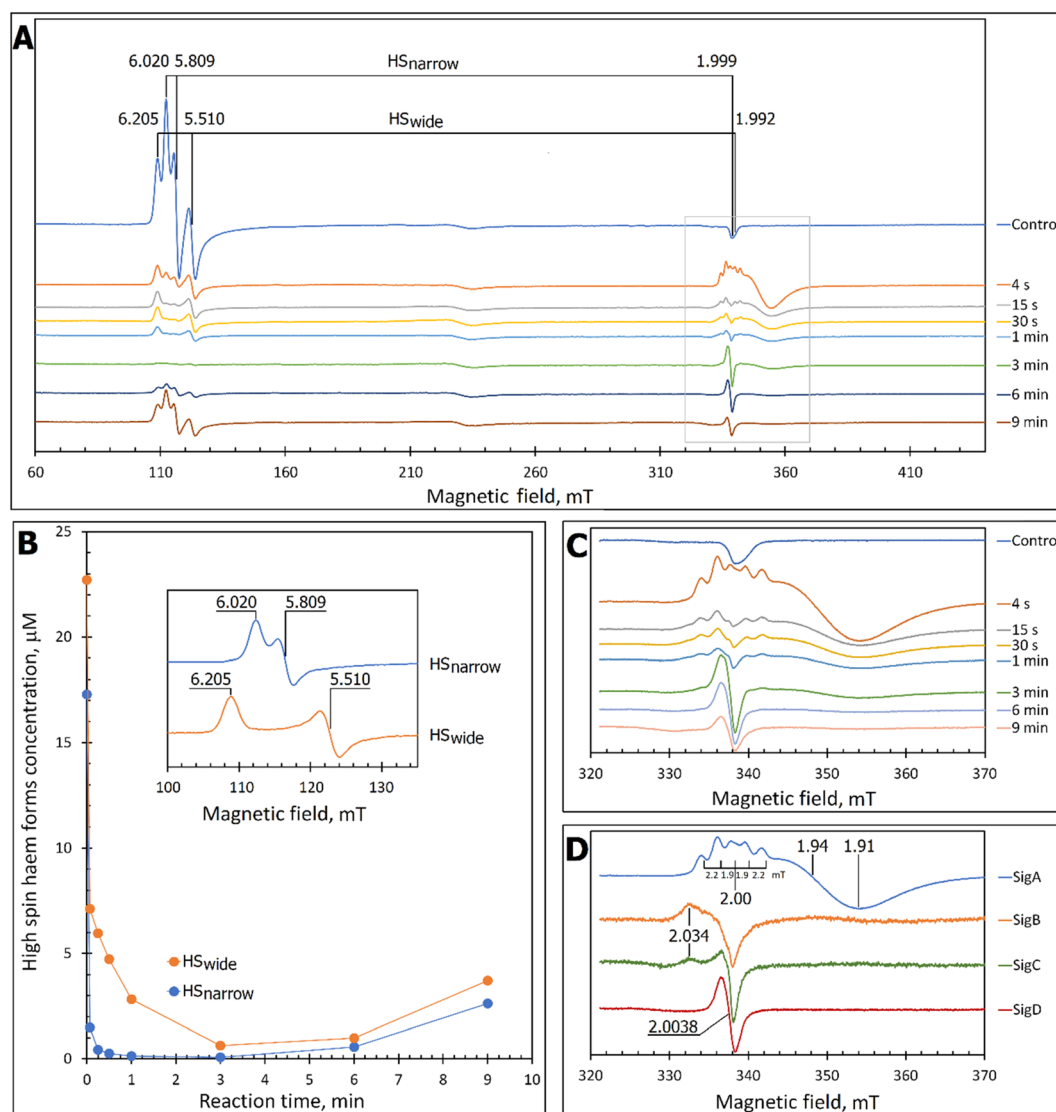 A
6.020 5.809 HSnarrow 1.999
6.205 5.510 HSwide 1.992
Contro
4 s
15 s
30 s
1 min
3 min
6 min
9 min
60 110 160 210 260 310 360 410
Magnetic field, mT
B
High spin haem forms concentration, µM
25
20
15
10
5
0
0 1 2 3 4 5 6 7 8 9 10
Reaction time, min
HSwide
HSnarrow
6.020 5.809
HSnarrow
6.205 5.510
HSwide
100 110 120 130
Magnetic field, mT
C
Contro
4 s
15 s
30 s
1 min
3 min
6 min
9 min
320 330 340 350 360 370
Magnetic field, mT
D
1.94 1.91
2.2 1.9 1.9 2.2 mT
2.00
SigA
SigB
2.034
SigC
SigD
2.0038
320 330 340 350 360 370
Magnetic field, mT